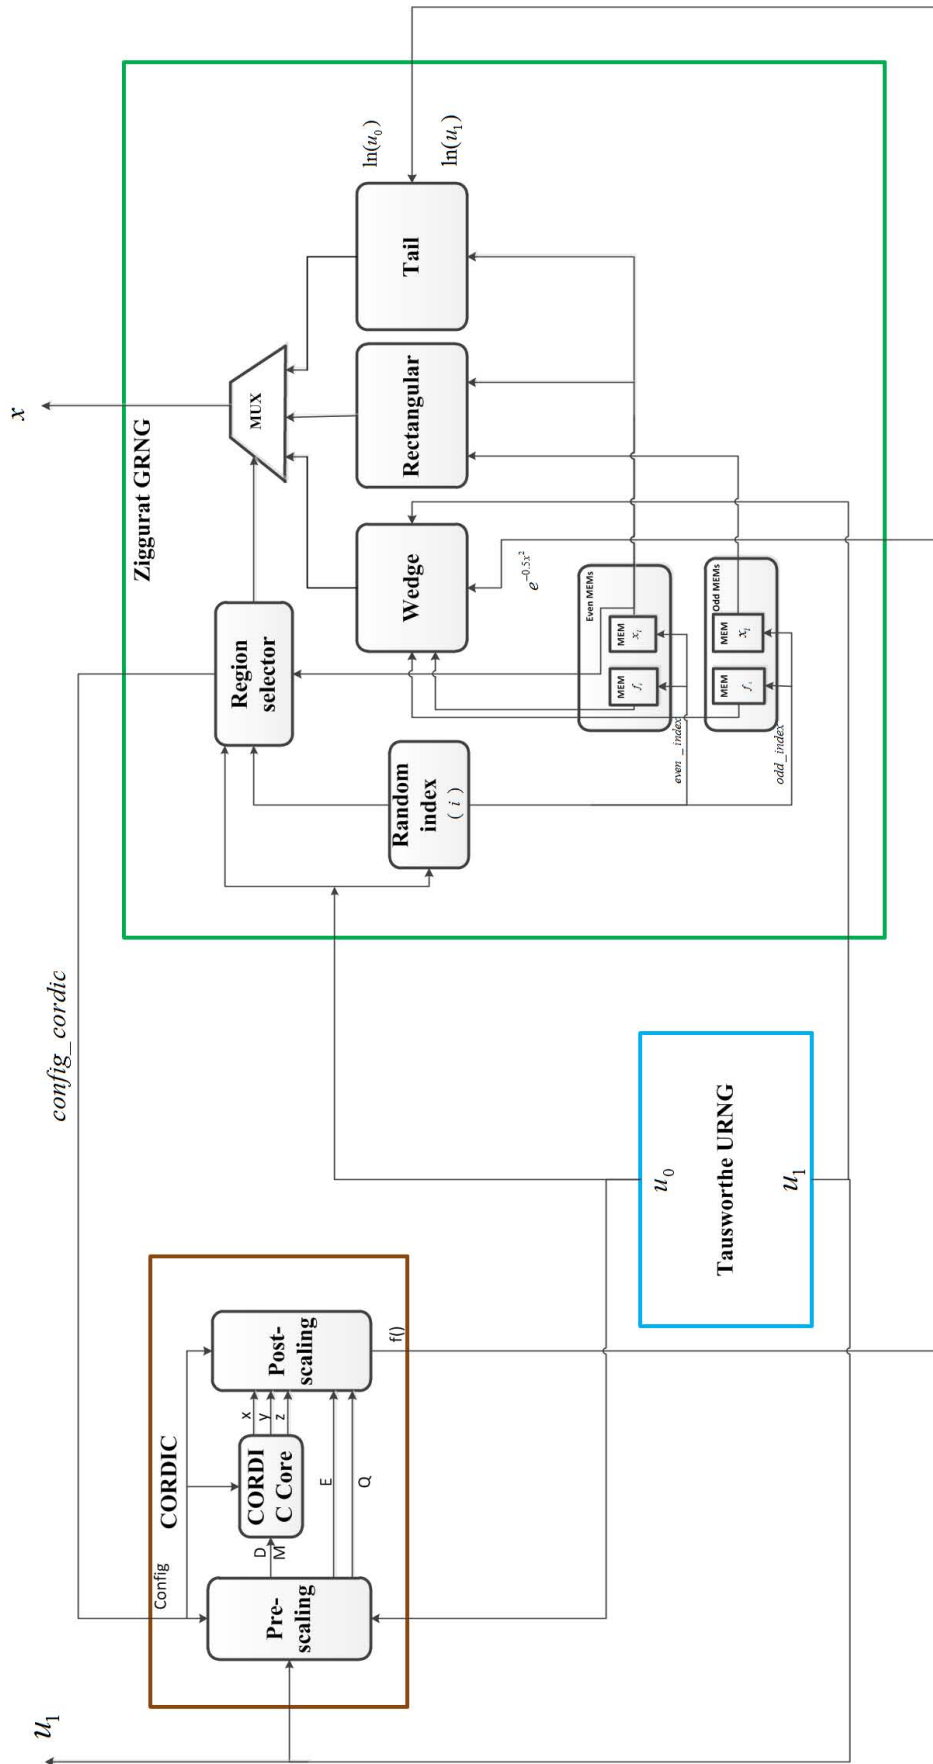 u₁
x
config_cordic
Config
CORDIC
Pre-
scaling
D
M
CORDI
C Core
x
y
z
E
Q
Post-
scaling
f()
Tausworthe URNG
u₀
u₁
Ziggurat GRNG
Region
selector
MUX
Random
index
( i )
Wedge
Rectangular
Tail
ln(u₀)
ln(u₁)
e^{-0.5x²}
Even MEMs
MEM
fᵢ
MEM
xᵢ
even_index
Odd MEMs
MEM
fᵢ
MEM
xᵢ
odd_index